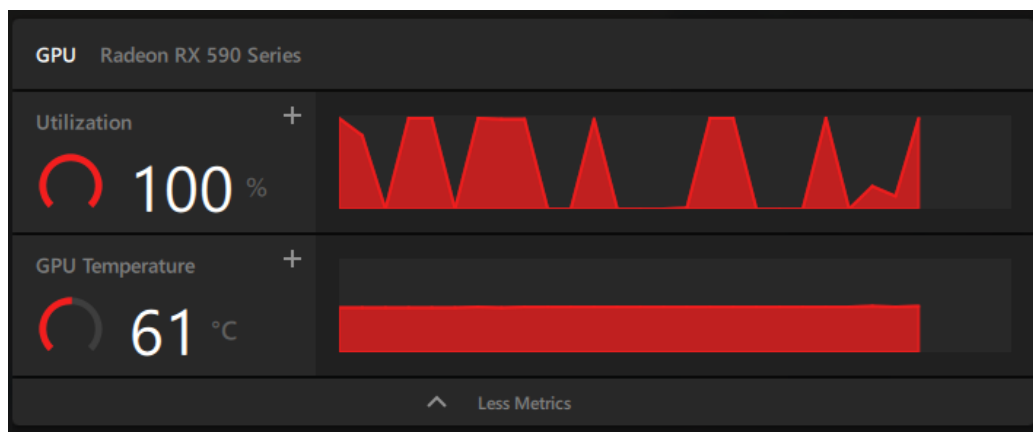 GPU Radeon RX 590 Series
Utilization +
100 %
GPU Temperature +
61 °C
Less Metrics